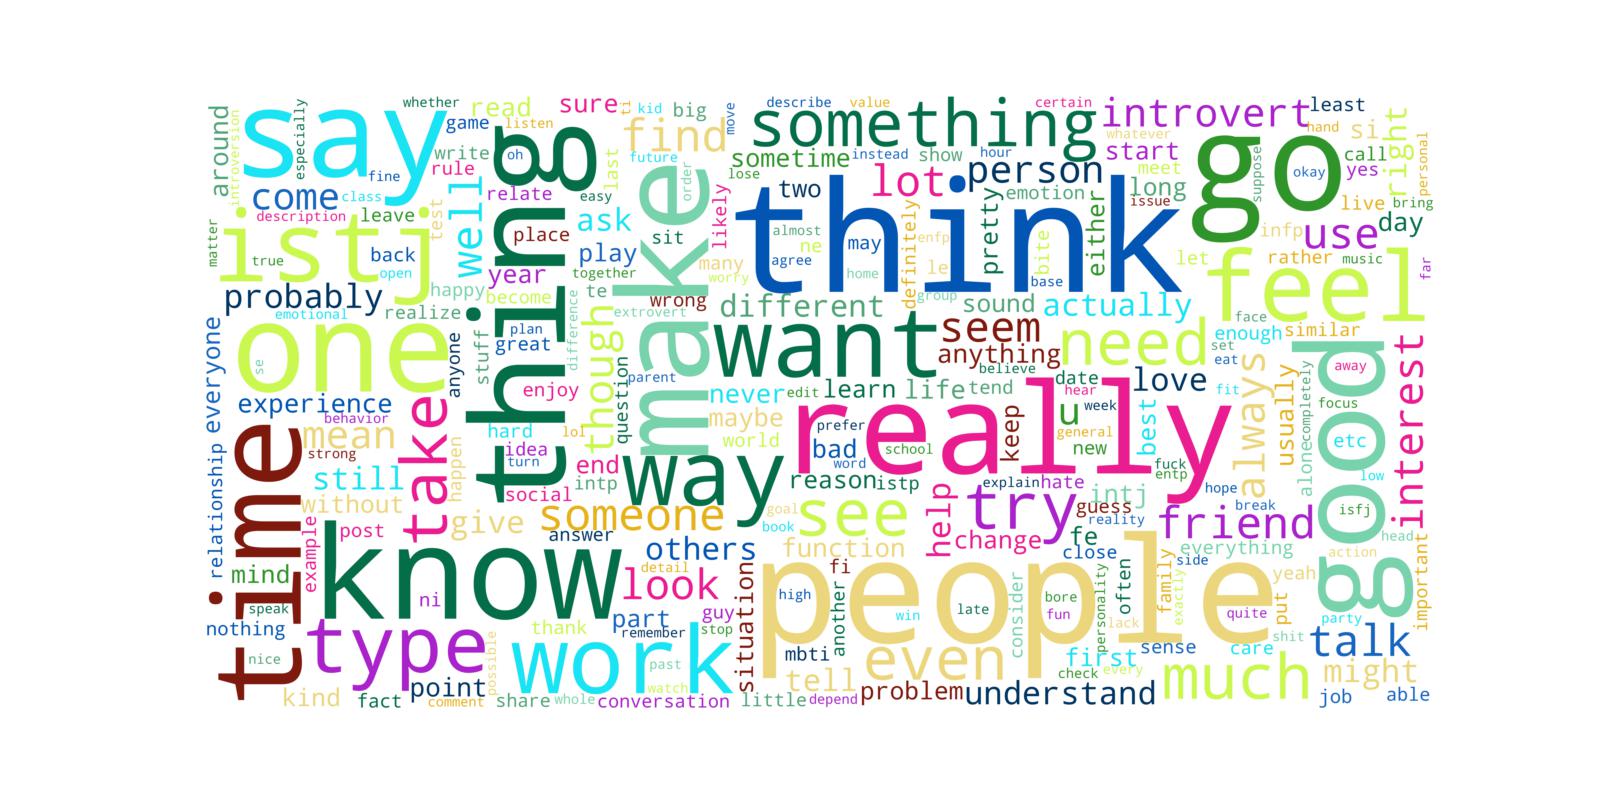 say
whether
read
sure
ti
kid
big
move
describe
value
something
certain
introvert
least
around
introversion
especially
game
listen
find
whatever
hand
si
right
personal
write
oh
thing
last
future
order
sometime
instead
show
hour
person
start
meet
go
suppose
okay
call
yes
fine
rule
come
class
well
relate
easy
make
likely
lose
two
lot
pretty
emotion
long
issue
either
live
bring
description
leave
test
ask
sit
think
almost
ne
may
definitely
enfp
infp
use
day
matter
istj
true
back
open
place
play
many
worry
agree
home
le
bite
base
let
rather
music
far
year
together
te
wrong
group
feel
probably
happy
become
extrovert
different
sound
actually
emotional
realize
difference
though
want
seem
need
face
set
enough
similar
everyone
one
se
anyone
stuff
plan
great
parent
question
anything
believe
eat
always
usually
good
away
interest
experience
behavior
take
enjoy
never
edit
learn
life
tend
date
hear
love
fit
focus
relationship
time
mean
strong
happen
hard
lol
idea
turn
maybe
world
really
prefer
bad
word
school
keep
u
week
general
new
best
alone
completely
etc
low
still
without
end
intp
social
way
reason
istp
explain
hate
intj
fuck
entp
hope
break
isfj
head
example
post
give
someone
answer
goal
book
see
help
try
guess
reality
friend
know
others
detail
function
change
fe
close
side
everything
yeah
action
important
mind
speak
ni
look
fi
high
another
win
people
late
consider
bore
fun
personality
often
lack
family
exactly
quite
put
party
shit
nothing
nice
type
thank
part
remember
guy
stop
situation
s
mbti
even
first
sense
care
talk
possible
work
past
watch
tell
check
every
much
might
kind
fact
point
comment
share
whole
conversation
little
depend
problem
understand
job
able